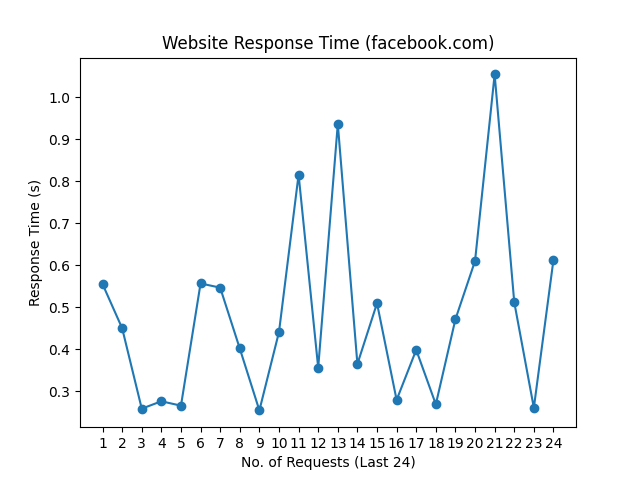 Website Response Time (facebook.com)
1.0
0.9
0.8
0.7
0.6
0.5
0.4
0.3
Response Time (s)
1 2 3 4 5 6 7 8 9 10 11 12 13 14 15 16 17 18 19 20 21 22 23 24
No. of Requests (Last 24)